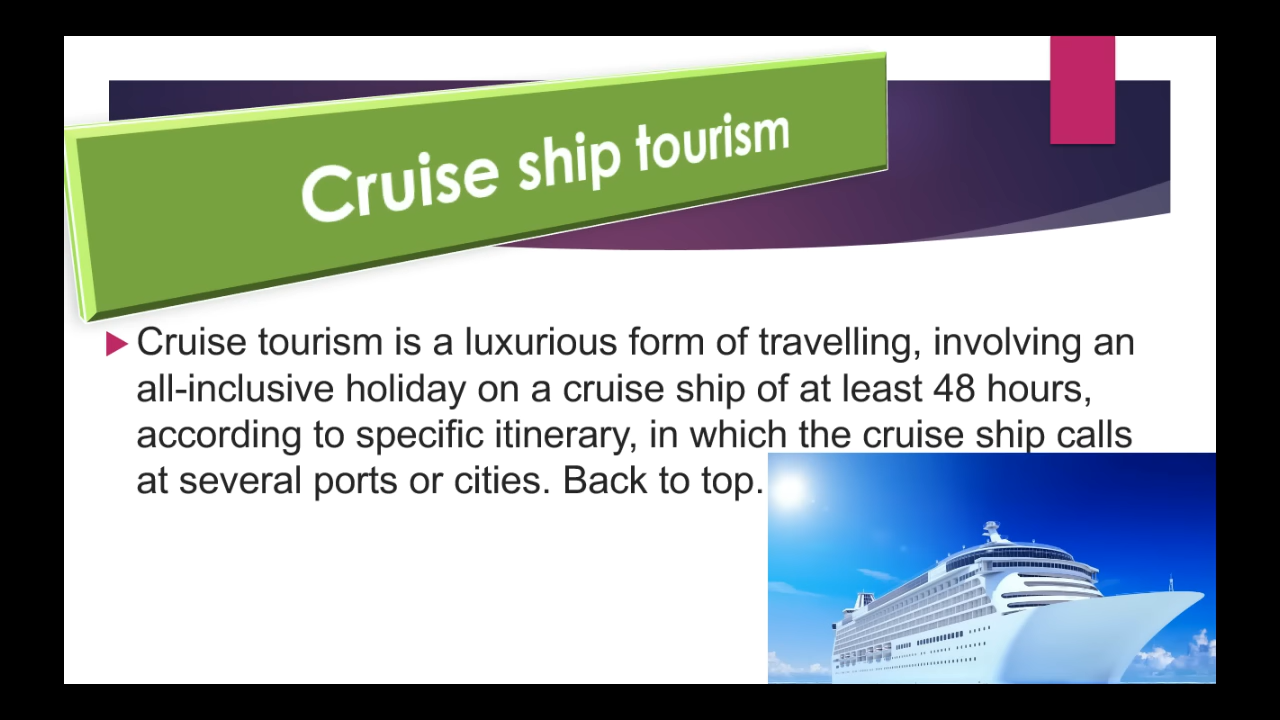 Cruise ship tourism
Cruise tourism is a luxurious form of travelling, involving an
all-inclusive holiday on a cruise ship of at least 48 hours,
according to specific itinerary, in which the cruise ship calls
at several ports or cities. Back to top.